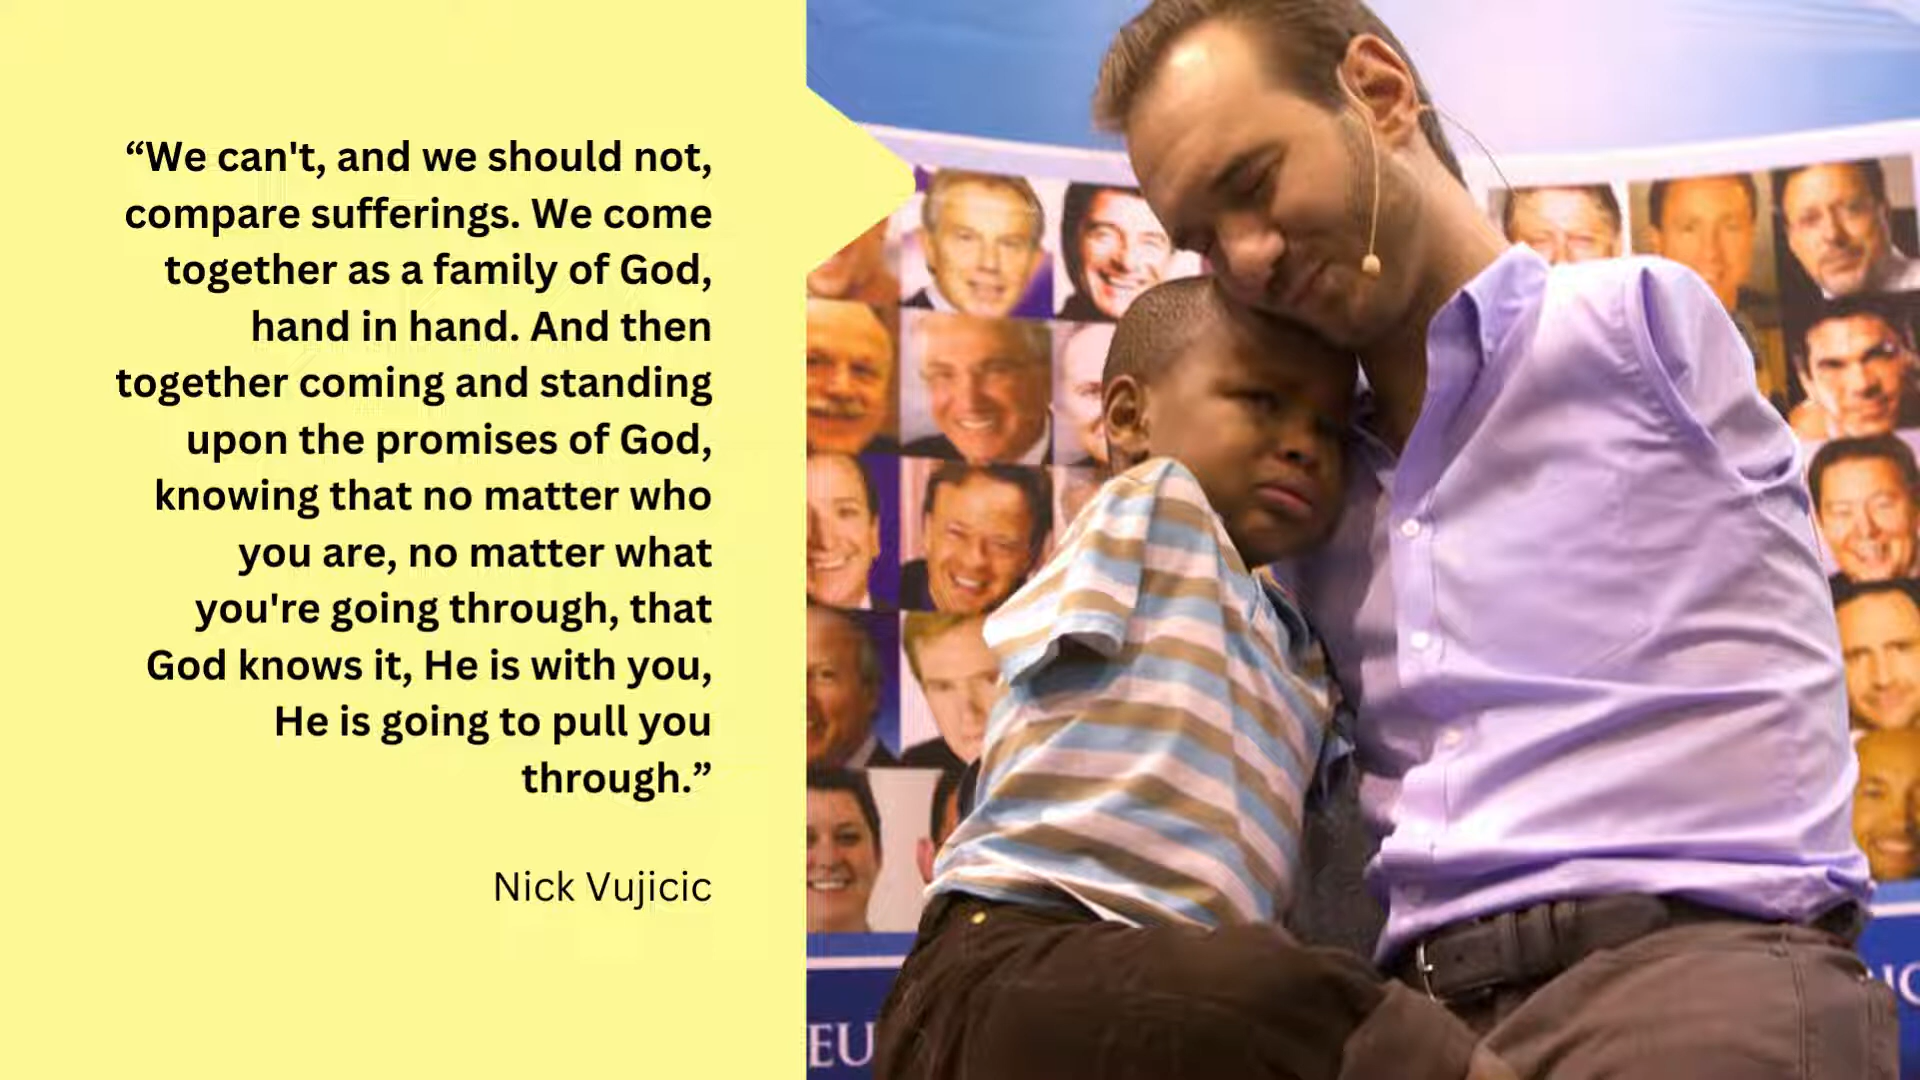 “We can't, and we should not,
compare sufferings. We come
together as a family of God,
hand in hand. And then
together coming and standing
upon the promises of God,
knowing that no matter who
you are, no matter what
you're going through, that
God knows it, He is with you,
He is going to pull you
through.”
Nick Vujicic
EU